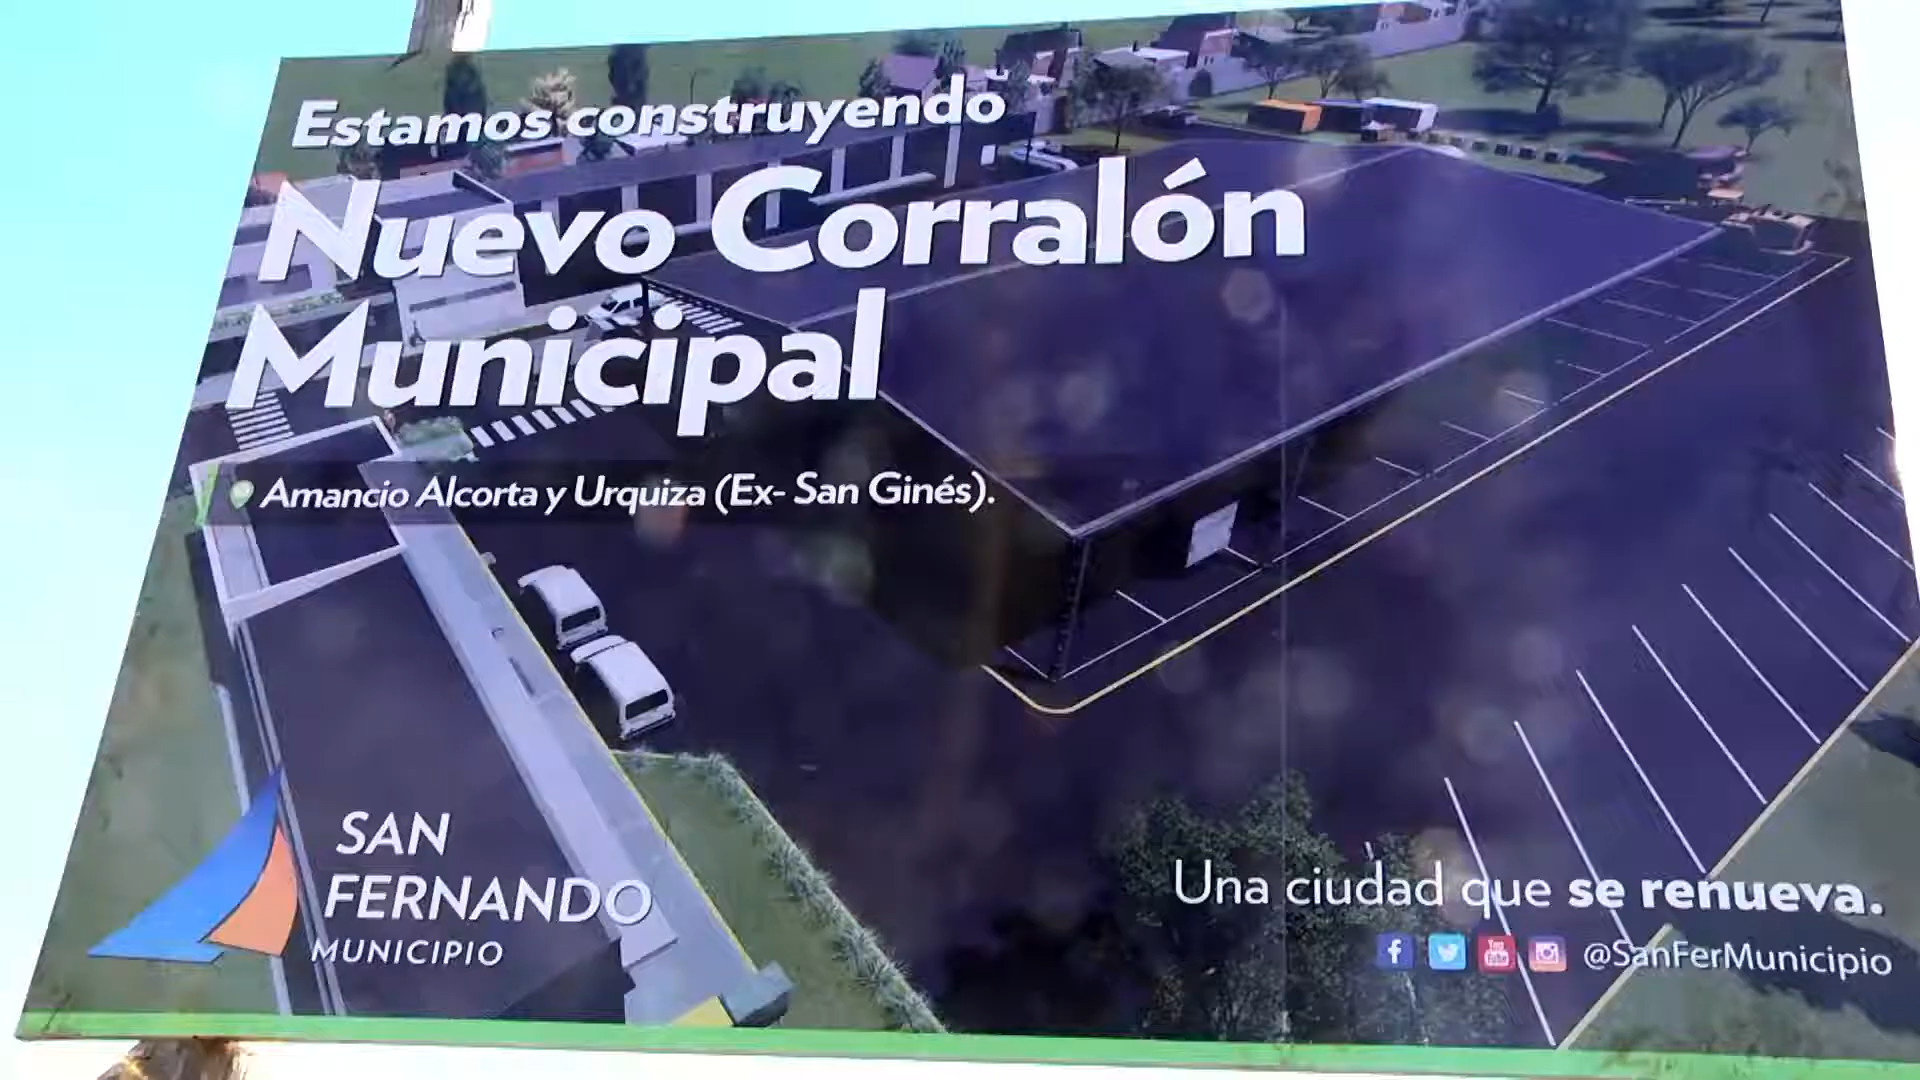 Estamos construyendo
Nuevo Corralón
Municipal
Amancio Alcorta y Urquiza (Ex- San Ginés).
SAN
FERNANDO
MUNICIPIO
Una ciudad que se renueva.
@SanFerMunicipio